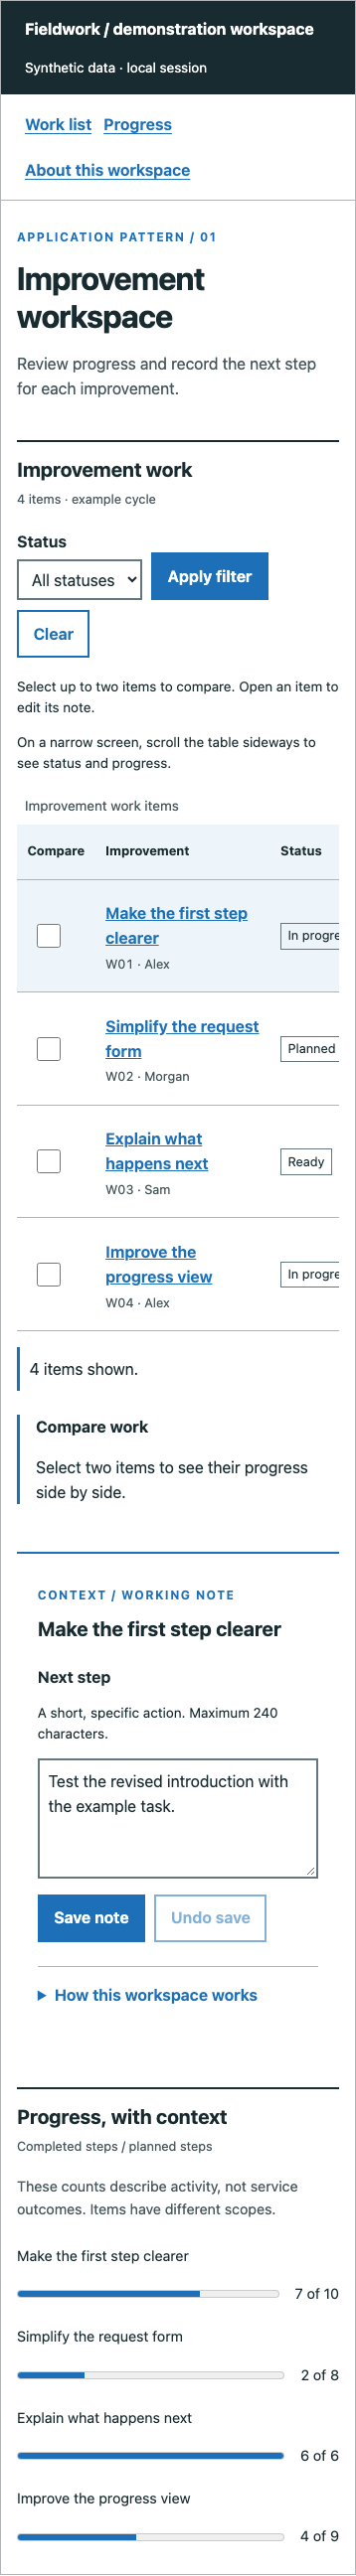 Fieldwork / demonstration workspace
Synthetic data · local session
Work list Progress
About this workspace
APPLICATION PATTERN / 01
Improvement
workspace
Review progress and record the next step
for each improvement.
Improvement work
4 items · example cycle
Status
All statuses Apply filter
Clear
Select up to two items to compare. Open an item to
edit its note.
On a narrow screen, scroll the table sideways to
see status and progress.
Improvement work items
Compare Improvement Status
Make the first step
clearer
In progre
W01 · Alex
Simplify the request
form
Planned
W02 · Morgan
Explain what
happens next
Ready
W03 · Sam
Improve the
progress view
In progre
W04 · Alex
4 items shown.
Compare work
Select two items to see their progress
side by side.
CONTEXT / WORKING NOTE
Make the first step clearer
Next step
A short, specific action. Maximum 240
characters.
Test the revised introduction with
the example task.
Save note Undo save
How this workspace works
Progress, with context
Completed steps / planned steps
These counts describe activity, not service
outcomes. Items have different scopes.
Make the first step clearer
7 of 10
Simplify the request form
2 of 8
Explain what happens next
6 of 6
Improve the progress view
4 of 9